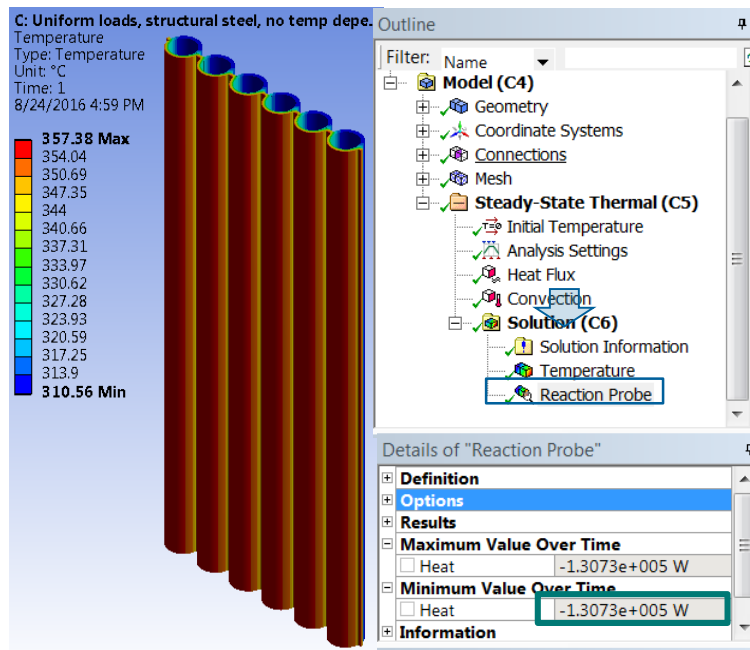 C: Uniform loads, structural steel, no temp depe..
Temperature
Type: Temperature
Unit: °C
Time: 1
8/24/2016 4:59 PM
357.38 Max
354.04
350.69
347.35
344
340.66
337.31
333.97
330.62
327.28
323.93
320.59
317.25
313.9
310.56 Min
Outline
Filter: Name
Model (C4)
Geometry
Coordinate Systems
Connections
Mesh
Steady-State Thermal (C5)
T=0 Initial Temperature
Analysis Settings
Heat Flux
Convection
Solution (C6)
Solution Information
Temperature
Reaction Probe
Details of "Reaction Probe"
Definition
Options
Results
Maximum Value Over Time
Heat -1.3073e+005 W
Minimum Value Over Time
Heat -1.3073e+005 W
Information